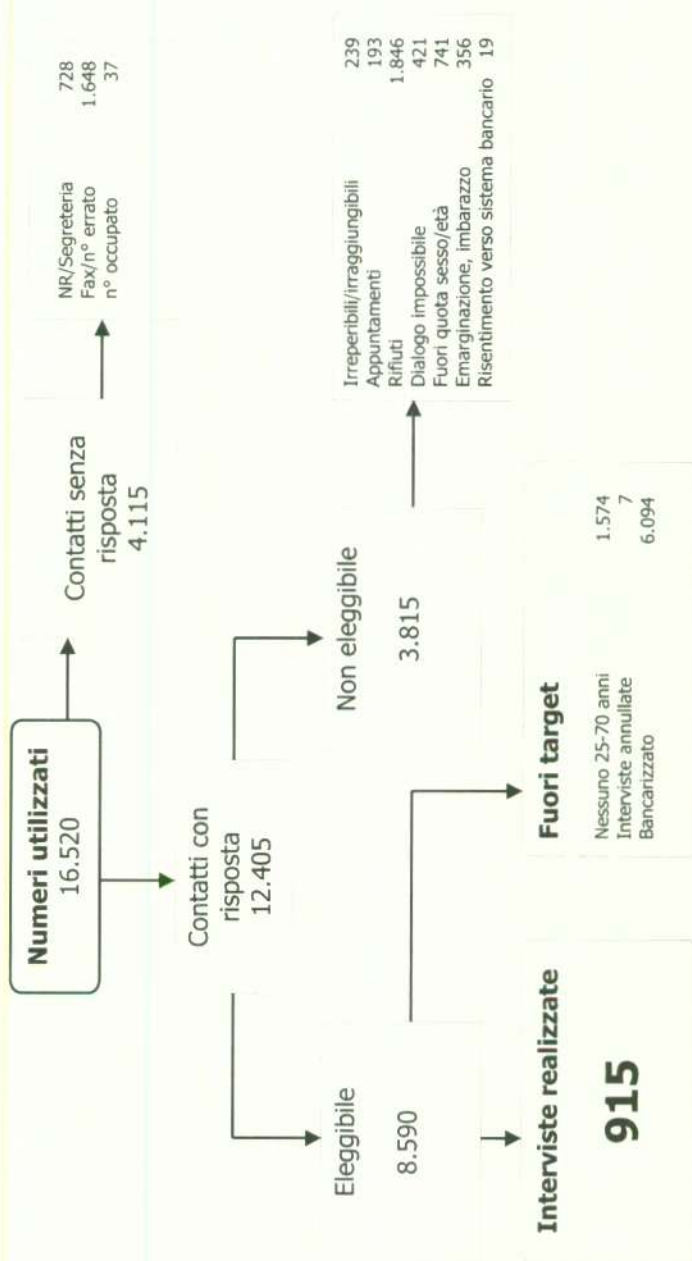 Numeri utilizzati
16.520
Contatti senza
risposta
4.115
NR/Segreteria 728
Fax/n° errato 1.648
n° occupato 37
Contatti con
risposta
12.405
Eleggibile
8.590
Non eleggibile
3.815
Irreperibili/irraggiungibili 239
Appuntamenti 193
Rifiuti 1.846
Dialogo impossibile 421
Fuori quota sesso/età 741
Emarginazione, imbarazzo 356
Risentimento verso sistema bancario 19
Interviste realizzate
915
Fuori target
Nessuno 25-70 anni 1.574
Interviste annullate 7
Bancarizzato 6.094